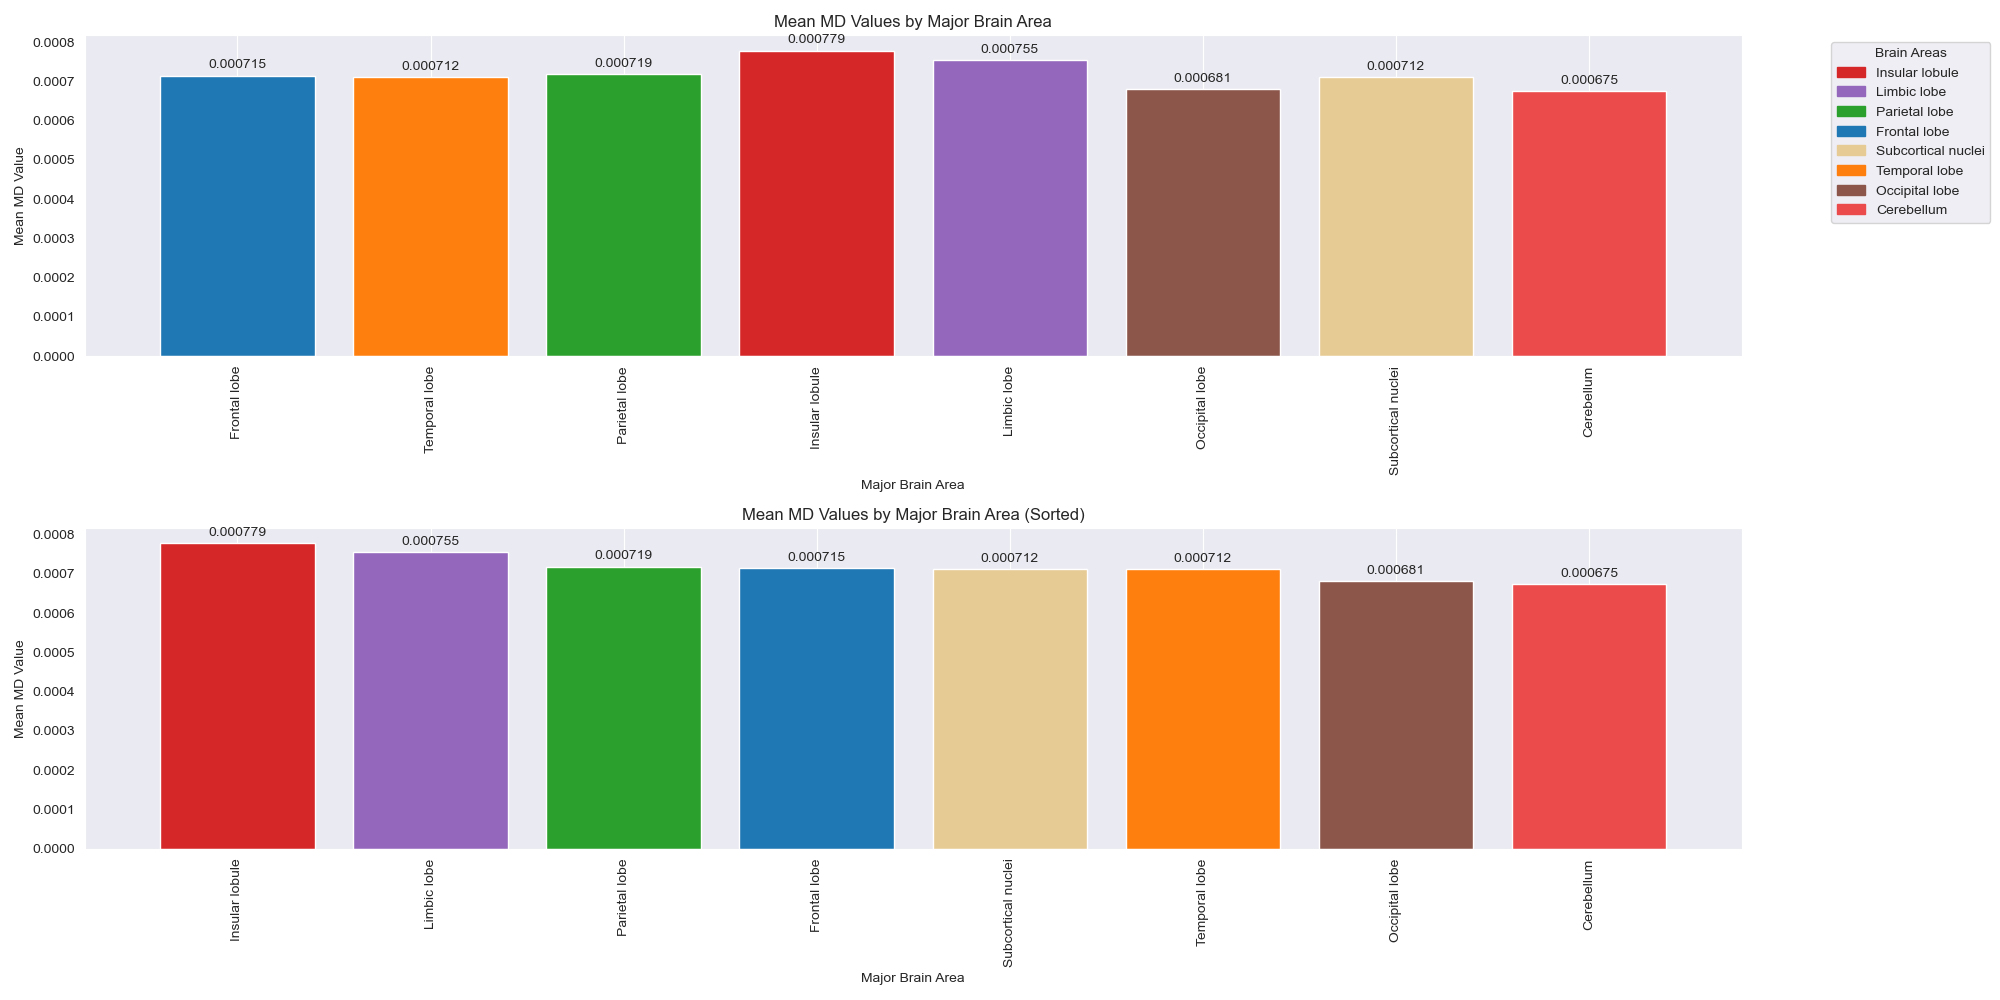 Mean MD Values by Major Brain Area
Mean MD Value
0.0008
0.0007
0.0006
0.0005
0.0004
0.0003
0.0002
0.0001
0.0000
0.000715
0.000712
0.000719
0.000779
0.000755
0.000681
0.000712
0.000675
Frontal lobe
Temporal lobe
Parietal lobe
Insular lobule
Limbic lobe
Occipital lobe
Subcortical nuclei
Cerebellum
Major Brain Area
Brain Areas
Insular lobule
Limbic lobe
Parietal lobe
Frontal lobe
Subcortical nuclei
Temporal lobe
Occipital lobe
Cerebellum
Mean MD Values by Major Brain Area (Sorted)
Mean MD Value
0.0008
0.0007
0.0006
0.0005
0.0004
0.0003
0.0002
0.0001
0.0000
0.000779
0.000755
0.000719
0.000715
0.000712
0.000712
0.000681
0.000675
Insular lobule
Limbic lobe
Parietal lobe
Frontal lobe
Subcortical nuclei
Temporal lobe
Occipital lobe
Cerebellum
Major Brain Area